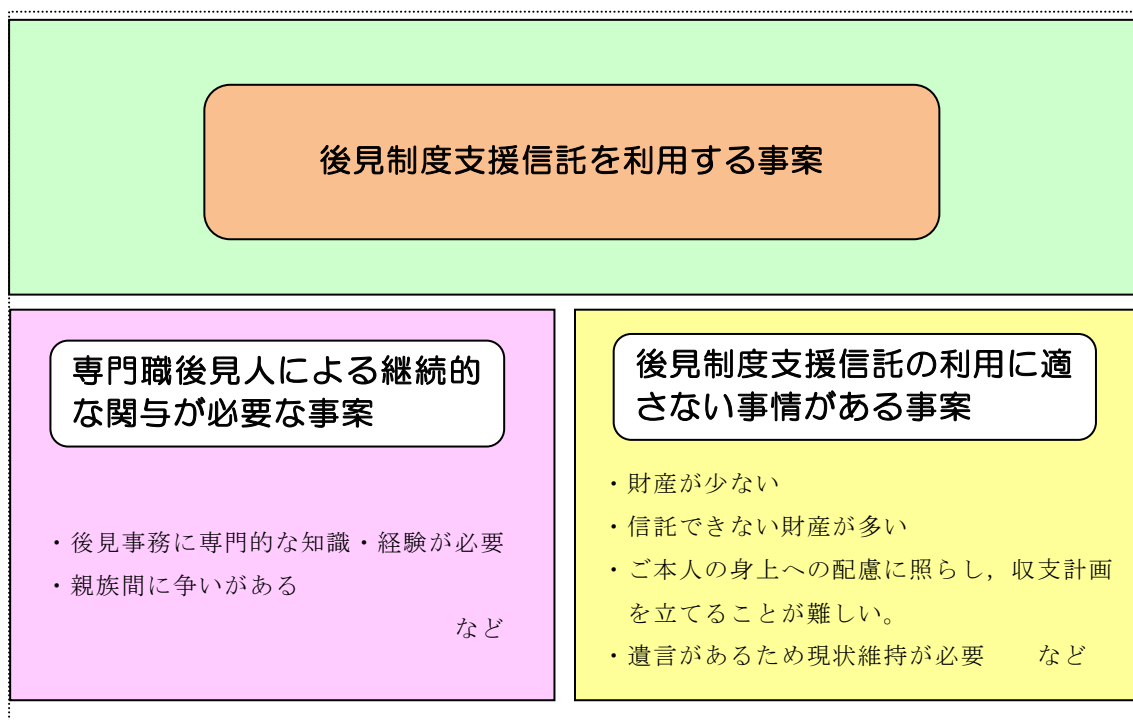 後見制度支援信託を利用する事案
専門職後見人による継続的
な関与が必要な事案
・後見事務に専門的な知識・経験が必要
・親族間に争いがある
など
後見制度支援信託の利用に適
さない事情がある事案
・財産が少ない
・信託できない財産が多い
・ご本人の身上への配慮に照らし，収支計画
を立てることが難しい。
・遺言があるため現状維持が必要　　など